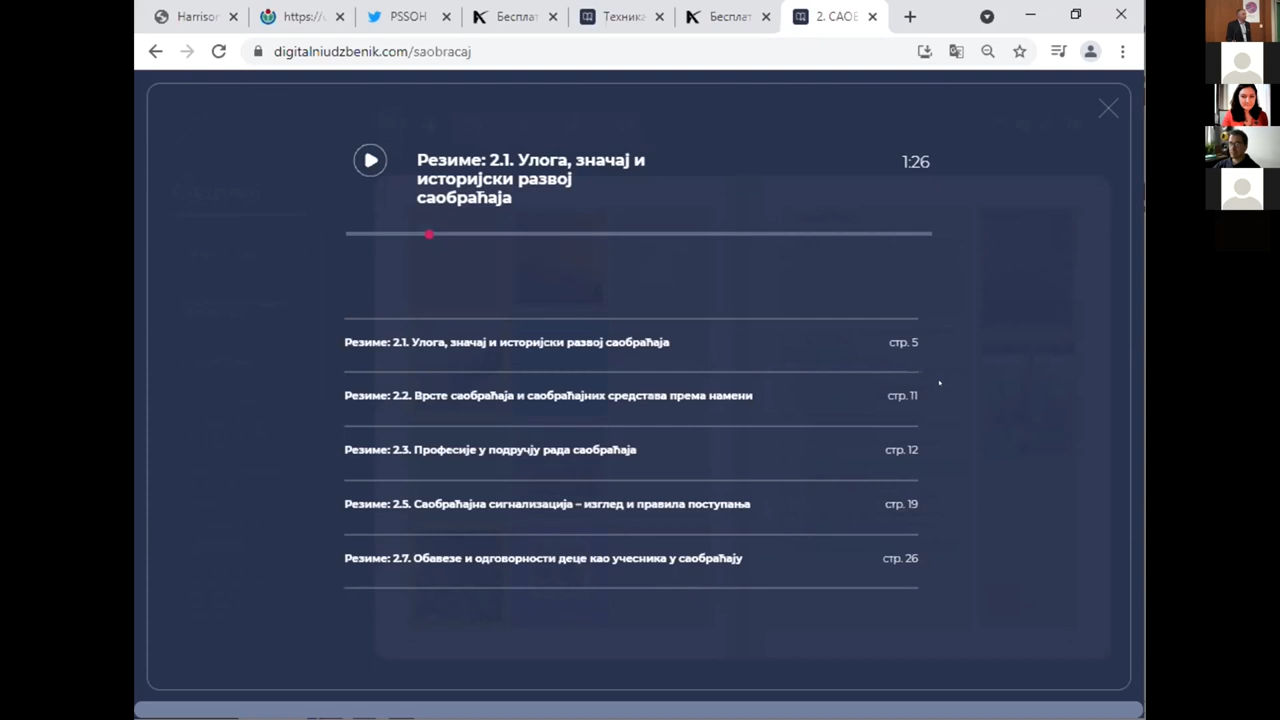 Harrisor
https://
PSSOH
Бесплат
Техника
Бесплат
2. САОБ
digitalniudzbenik.com/saobracaj
Резиме: 2.1. Улога, значај и
историјски развој
саобраћаја
1:26
Резиме: 2.1. Улога, значај и историјски развој саобраћаја стр. 5
Резиме: 2.2. Врсте саобраћаја и саобраћајних средстава према намени стр. 11
Резиме: 2.3. Професије у подручју рада саобраћаја стр. 12
Резиме: 2.5. Саобраћајна сигнализација – изглед и правила поступања стр. 19
Резиме: 2.7. Обавезе и одговорности деце као учесника у саобраћају стр. 26